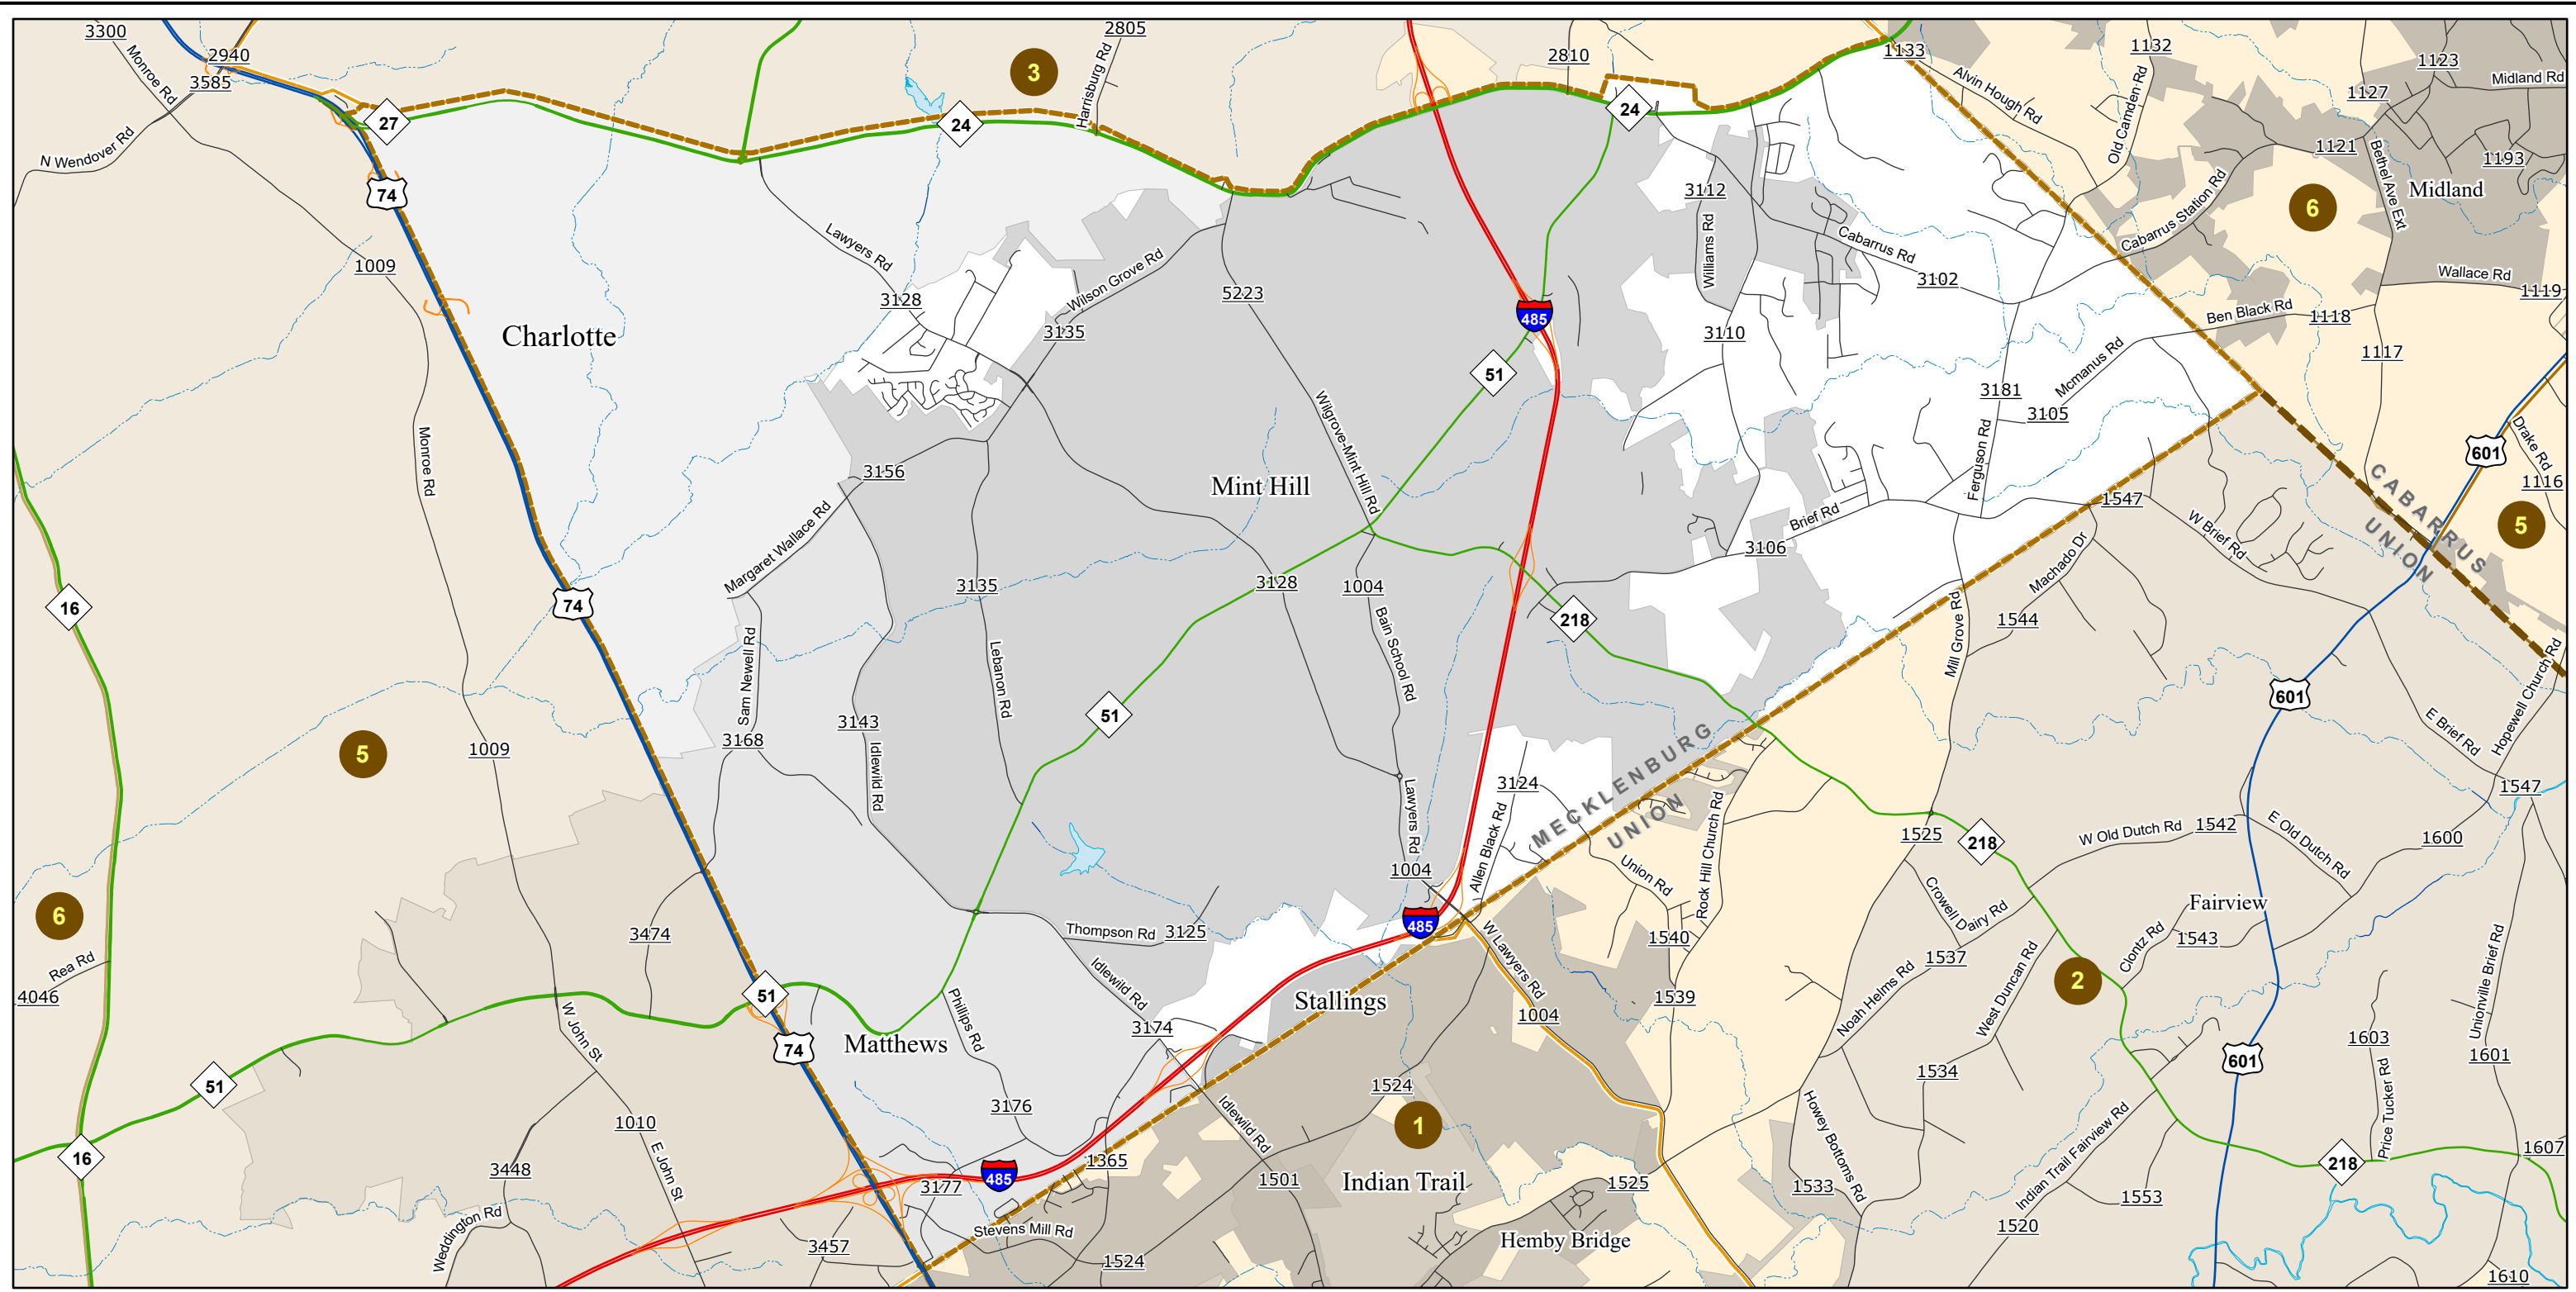 3300
2805
2940
3585
Monroe Rd
N Wendover Rd
27
3
Harrisburg Rd
24
2810
24
1133
1132
1123
Midland Rd
1127
Alvin Hough Rd
Old Camden Rd
1121
1193
Bethel Ave Ext
Midland
6
74
1009
Lawyers Rd
3128
Wilson Grove Rd
3135
5223
3112
Williams Rd
Cabarrus Rd
3102
Cabarrus Station Rd
Wallace Rd
1119
Ben Black Rd
1118
Charlotte
485
51
3110
1117
Mcmanus Rd
3181
3105
Ferguson Rd
601
Drake Rd
1116
5
CABARRUS
UNION
Monroe Rd
3156
Margaret Wallace Rd
Mint Hill
Wilgrove-Mint Hill Rd
Brief Rd
3106
1547
W Brief Rd
Machado Dr
1544
Mill Grove Rd
16
74
3135
3128
1004
Bain School Rd
218
Lebanon Rd
Sam Newell Rd
3168
3143
Idlewild Rd
51
601
E Brief Rd
Hopewell Church Rd
1547
5
1009
MECKLENBURG
UNION
3124
Allen Black Rd
Lawyers Rd
1004
485
Union Rd
Rock Hill Church Rd
1540
1539
1525
218
W Old Dutch Rd
1542
E Old Dutch Rd
1600
Fairview
Crowell Dairy Rd
1537
Noah Helms Rd
West Duncan Rd
2
Clontz Rd
1543
Unionville Brief Rd
1601
6
Rea Rd
4046
3474
51
74
Matthews
Phillips Rd
Thompson Rd
3125
Idlewild Rd
3174
Stallings
W Lawyers Rd
1004
W John St
51
16
1010
E John St
3448
Weddington Rd
3457
3176
485
3177
1365
Stevens Mill Rd
1524
Idlewild Rd
1501
1524
1
Indian Trail
Hemby Bridge
1525
1534
Howey Bottoms Rd
1533
Indian Trail Fairview Rd
1520
1553
601
1603
Price Tucker Rd
218
1607
1610